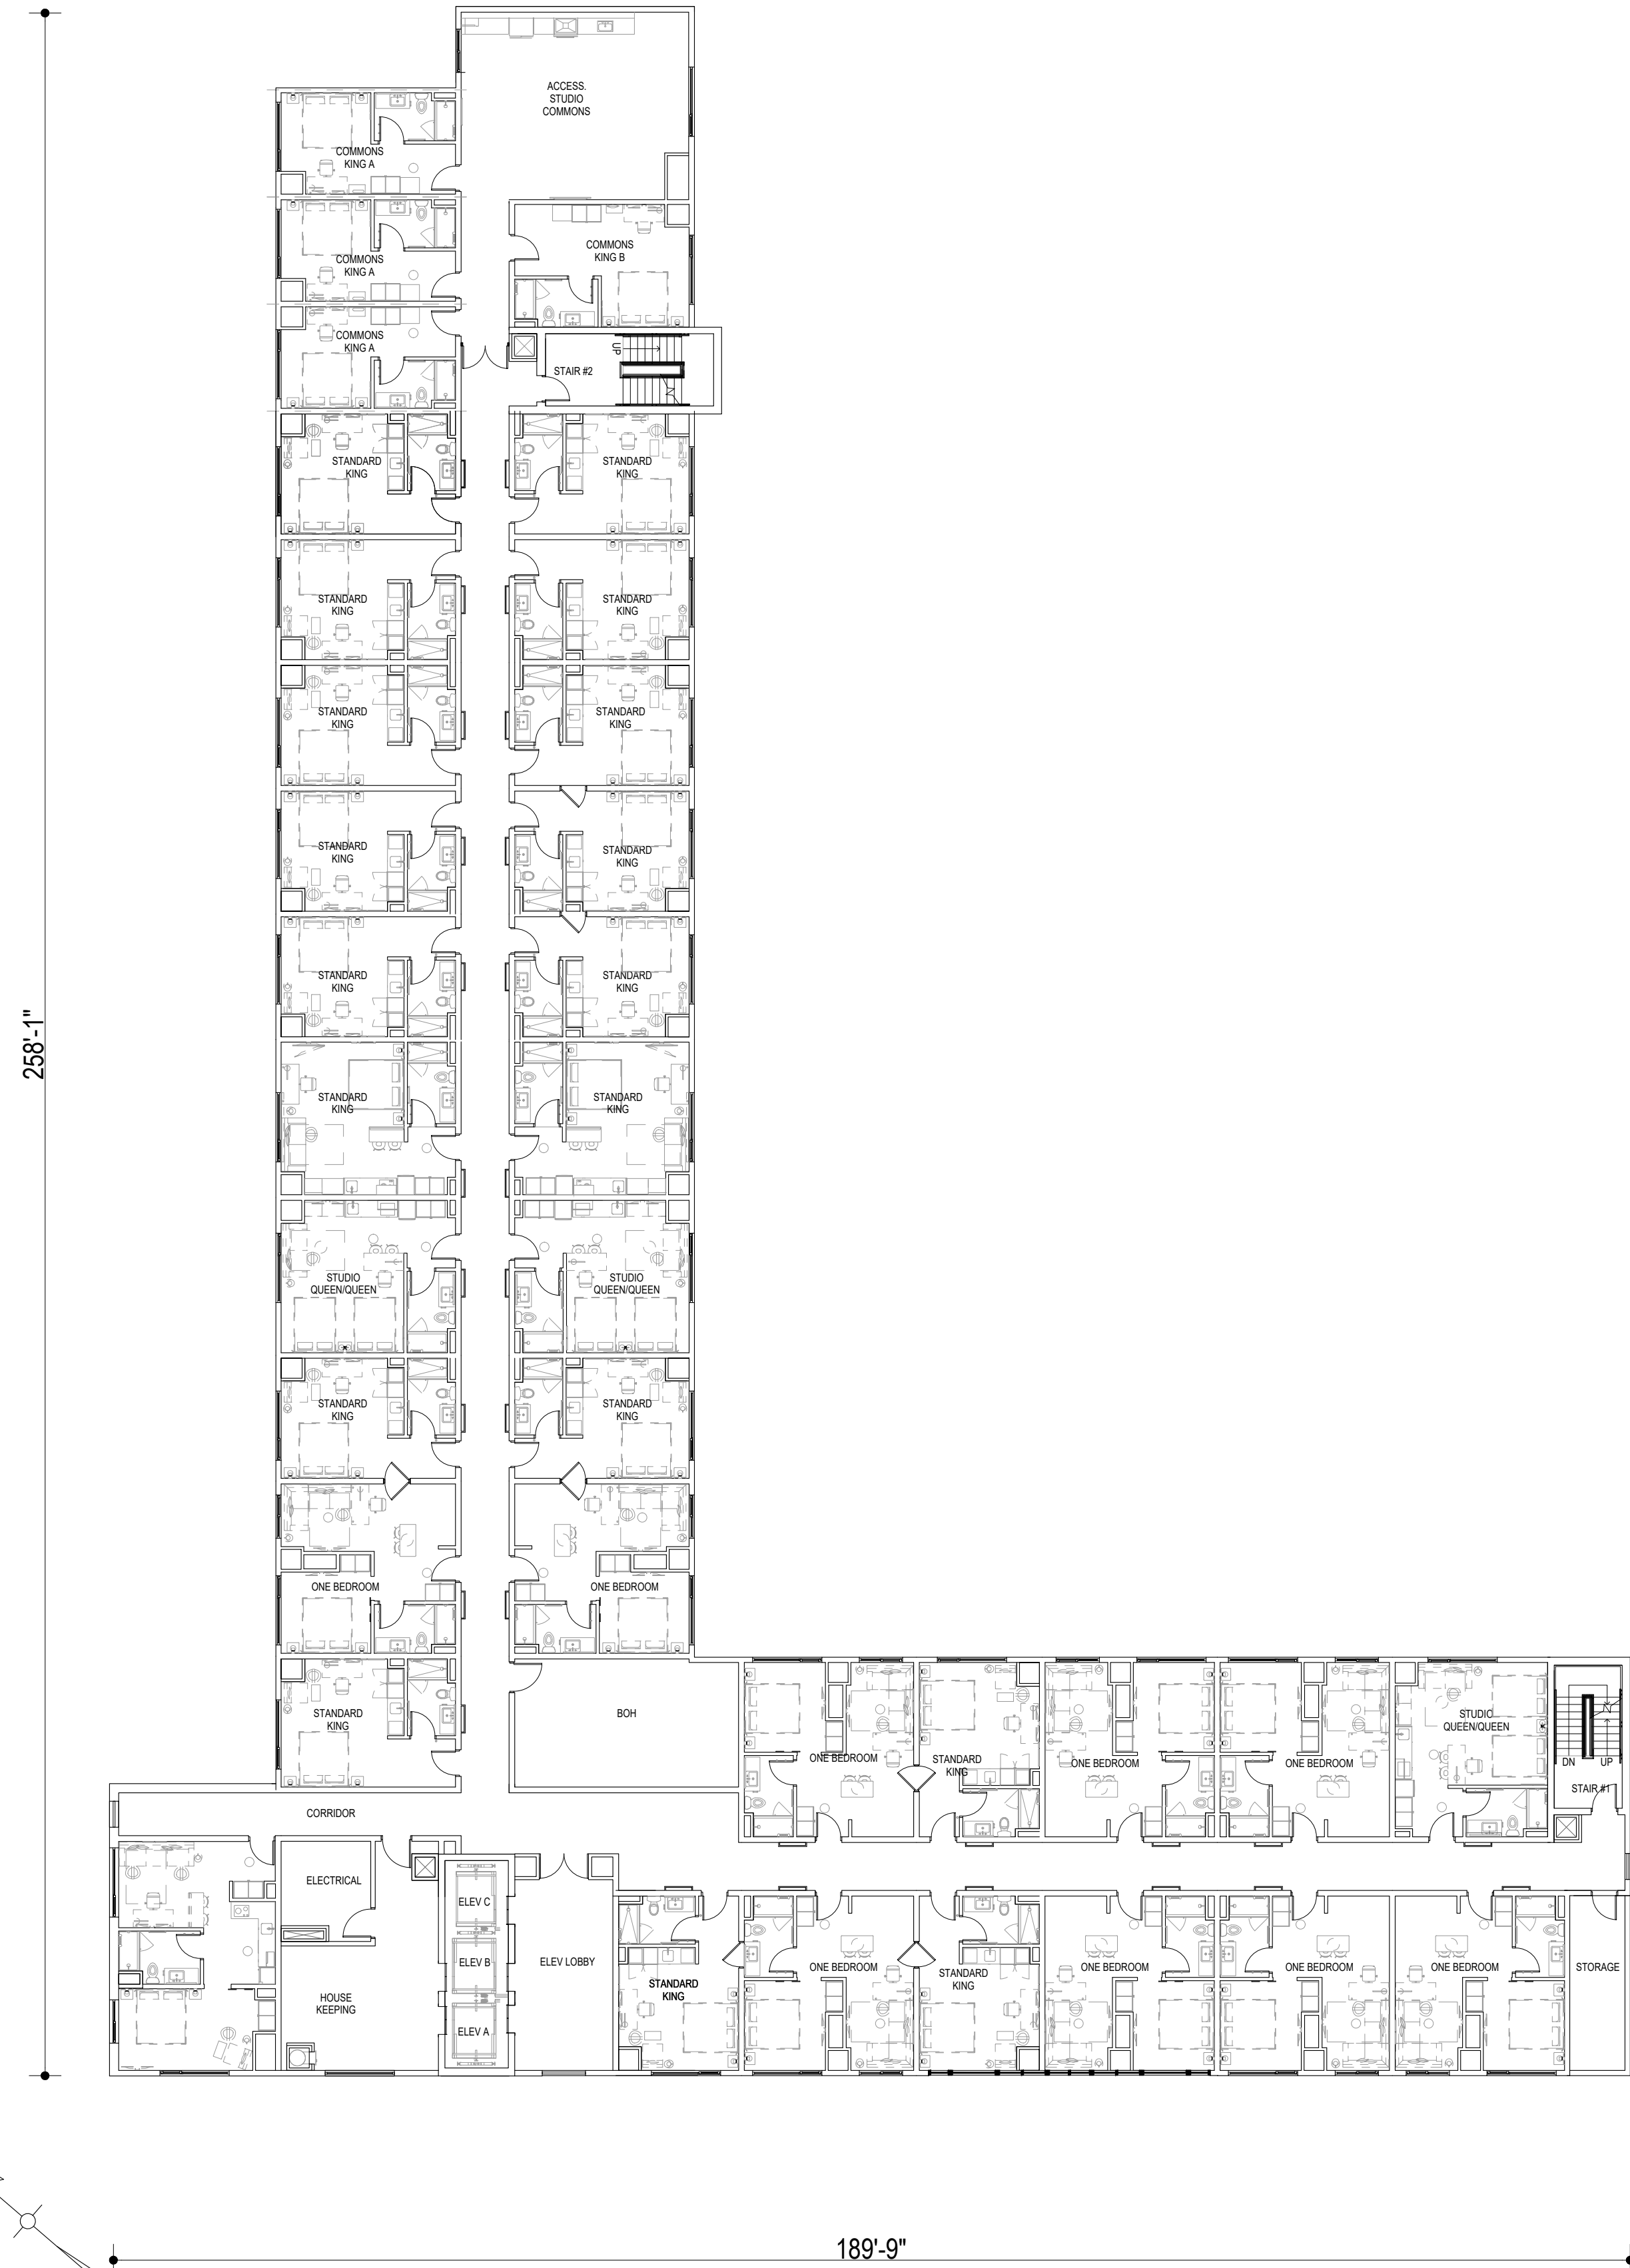 ACCESS.
STUDIO
COMMONS
COMMONS
KING A
COMMONS
KING A
COMMONS
KING B
COMMONS
KING A
UP
STAIR #2
STANDARD
KING
STANDARD
KING
STANDARD
KING
STANDARD
KING
STANDARD
KING
STANDARD
KING
STANDARD
KING
STANDARD
KING
STANDARD
KING
STANDARD
KING
258'-1"
STANDARD
KING
STANDARD
KING
STUDIO
QUEEN/QUEEN
STUDIO
QUEEN/QUEEN
STANDARD
KING
STANDARD
KING
ONE BEDROOM
ONE BEDROOM
STANDARD
KING
BOH
ONE BEDROOM
STANDARD
KING
ONE BEDROOM
ONE BEDROOM
STUDIO
QUEEN/QUEEN
DN
UP
STAIR #1
CORRIDOR
ELECTRICAL
ELEV C
ELEV B
ELEV A
ELEV LOBBY
HOUSE
KEEPING
STANDARD
KING
ONE BEDROOM
STANDARD
KING
ONE BEDROOM
ONE BEDROOM
ONE BEDROOM
STORAGE
189'-9"